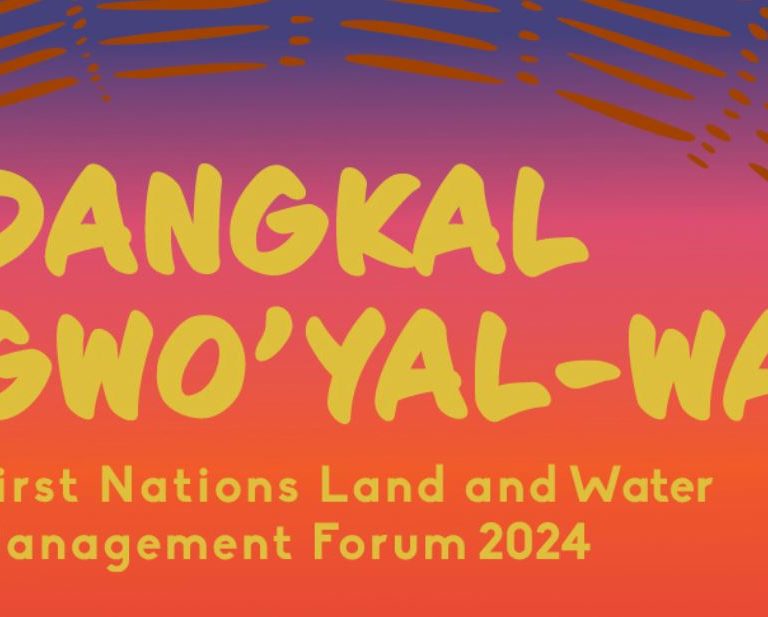 DANGKAL
GWO’YAL-WA
irst Nations Land and Water
anagement Forum 2024